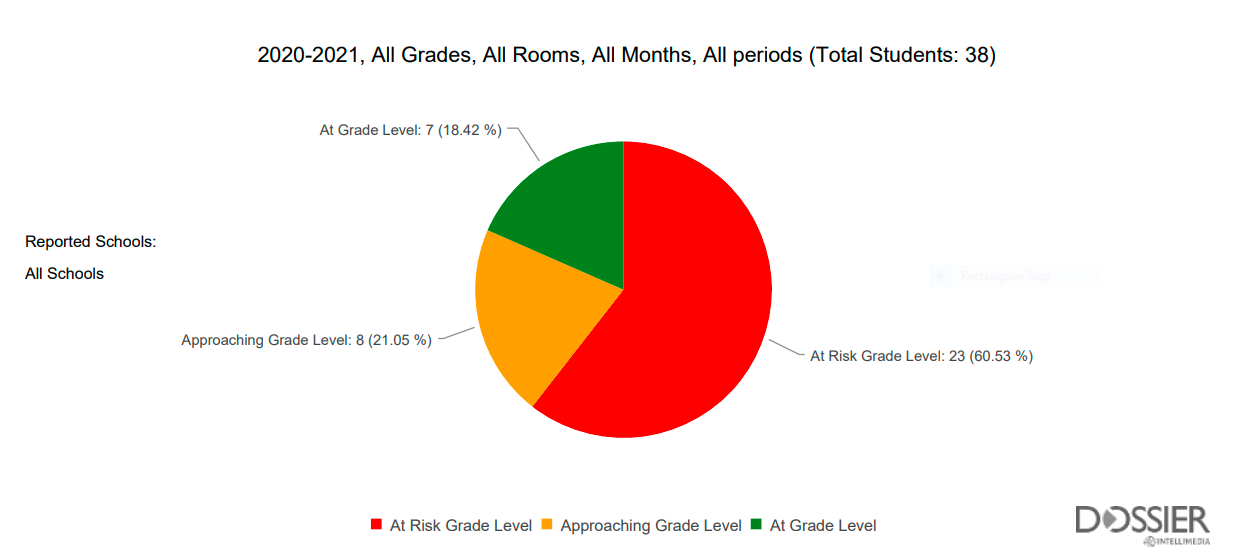 2020-2021, All Grades, All Rooms, All Months, All periods (Total Students: 38)
At Grade Level: 7 (18.42 %)
Reported Schools:
All Schools
Rectangular Snip
Approaching Grade Level: 8 (21.05 %)
At Risk Grade Level: 23 (60.53 %)
At Risk Grade Level Approaching Grade Level At Grade Level
DOSSIER
INTELLIMEDIA